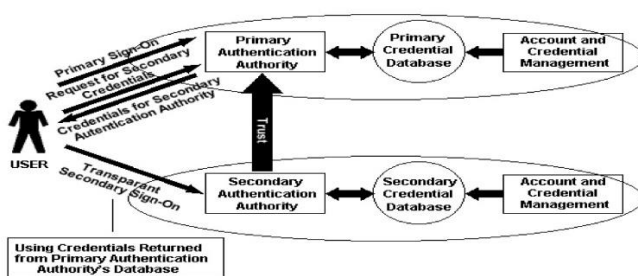 Primary Sign-On
Request for Secondary
Credentials
Credentials for Secondary
Autentication Authority
USER
Transparant
Secondary Sign-On
Primary
Authentication
Authority
Primary
Credential
Database
Account and
Credential
Management
Trust
Secondary
Authentication
Authority
Secondary
Credential
Database
Account and
Credential
Management
Using Credentials Returned
from Primary Authentication
Authority's Database